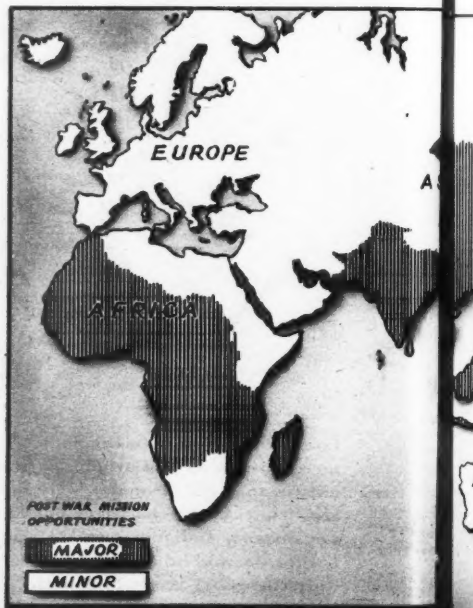 EUROPE
AFRICA
POST WAR MISSION
OPPORTUNITIES
MAJOR
MINOR